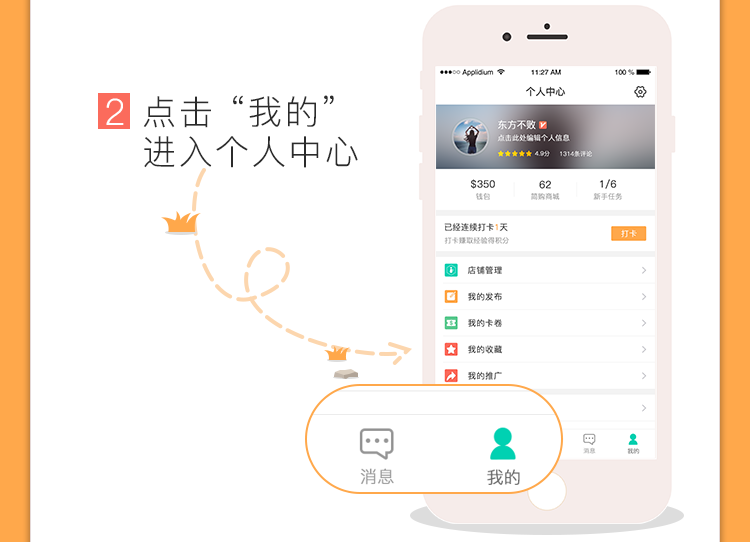 2 点击“我的”
进入个人中心
Applidium 11:27 AM 100 %
个人中心
东方不败
点击此处编辑个人信息
4.9分 1314条评论
$350 62 1/6
钱包 简购商城 新手任务
已经连续打卡1天
打卡赚取经验得积分
打卡
店铺管理
我的发布
我的卡卷
我的收藏
我的推广
消息 我的
消息 我的